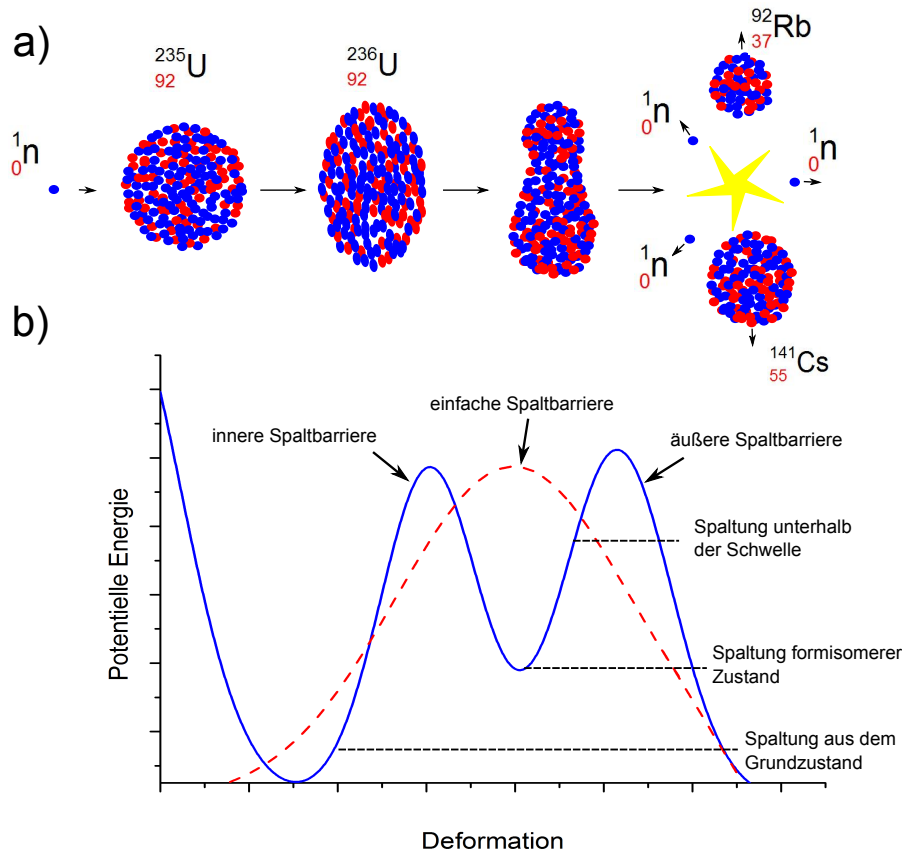 a)
235
92 U
236
92 U
92
37 Rb
1
0 n
1
0 n
1
0 n
1
0 n
141
55 Cs
b)
einfache Spaltbarriere
innere Spaltbarriere
äußere Spaltbarriere
Spaltung unterhalb
der Schwelle
Spaltung formisomerer
Zustand
Spaltung aus dem
Grundzustand
Potentielle Energie
Deformation